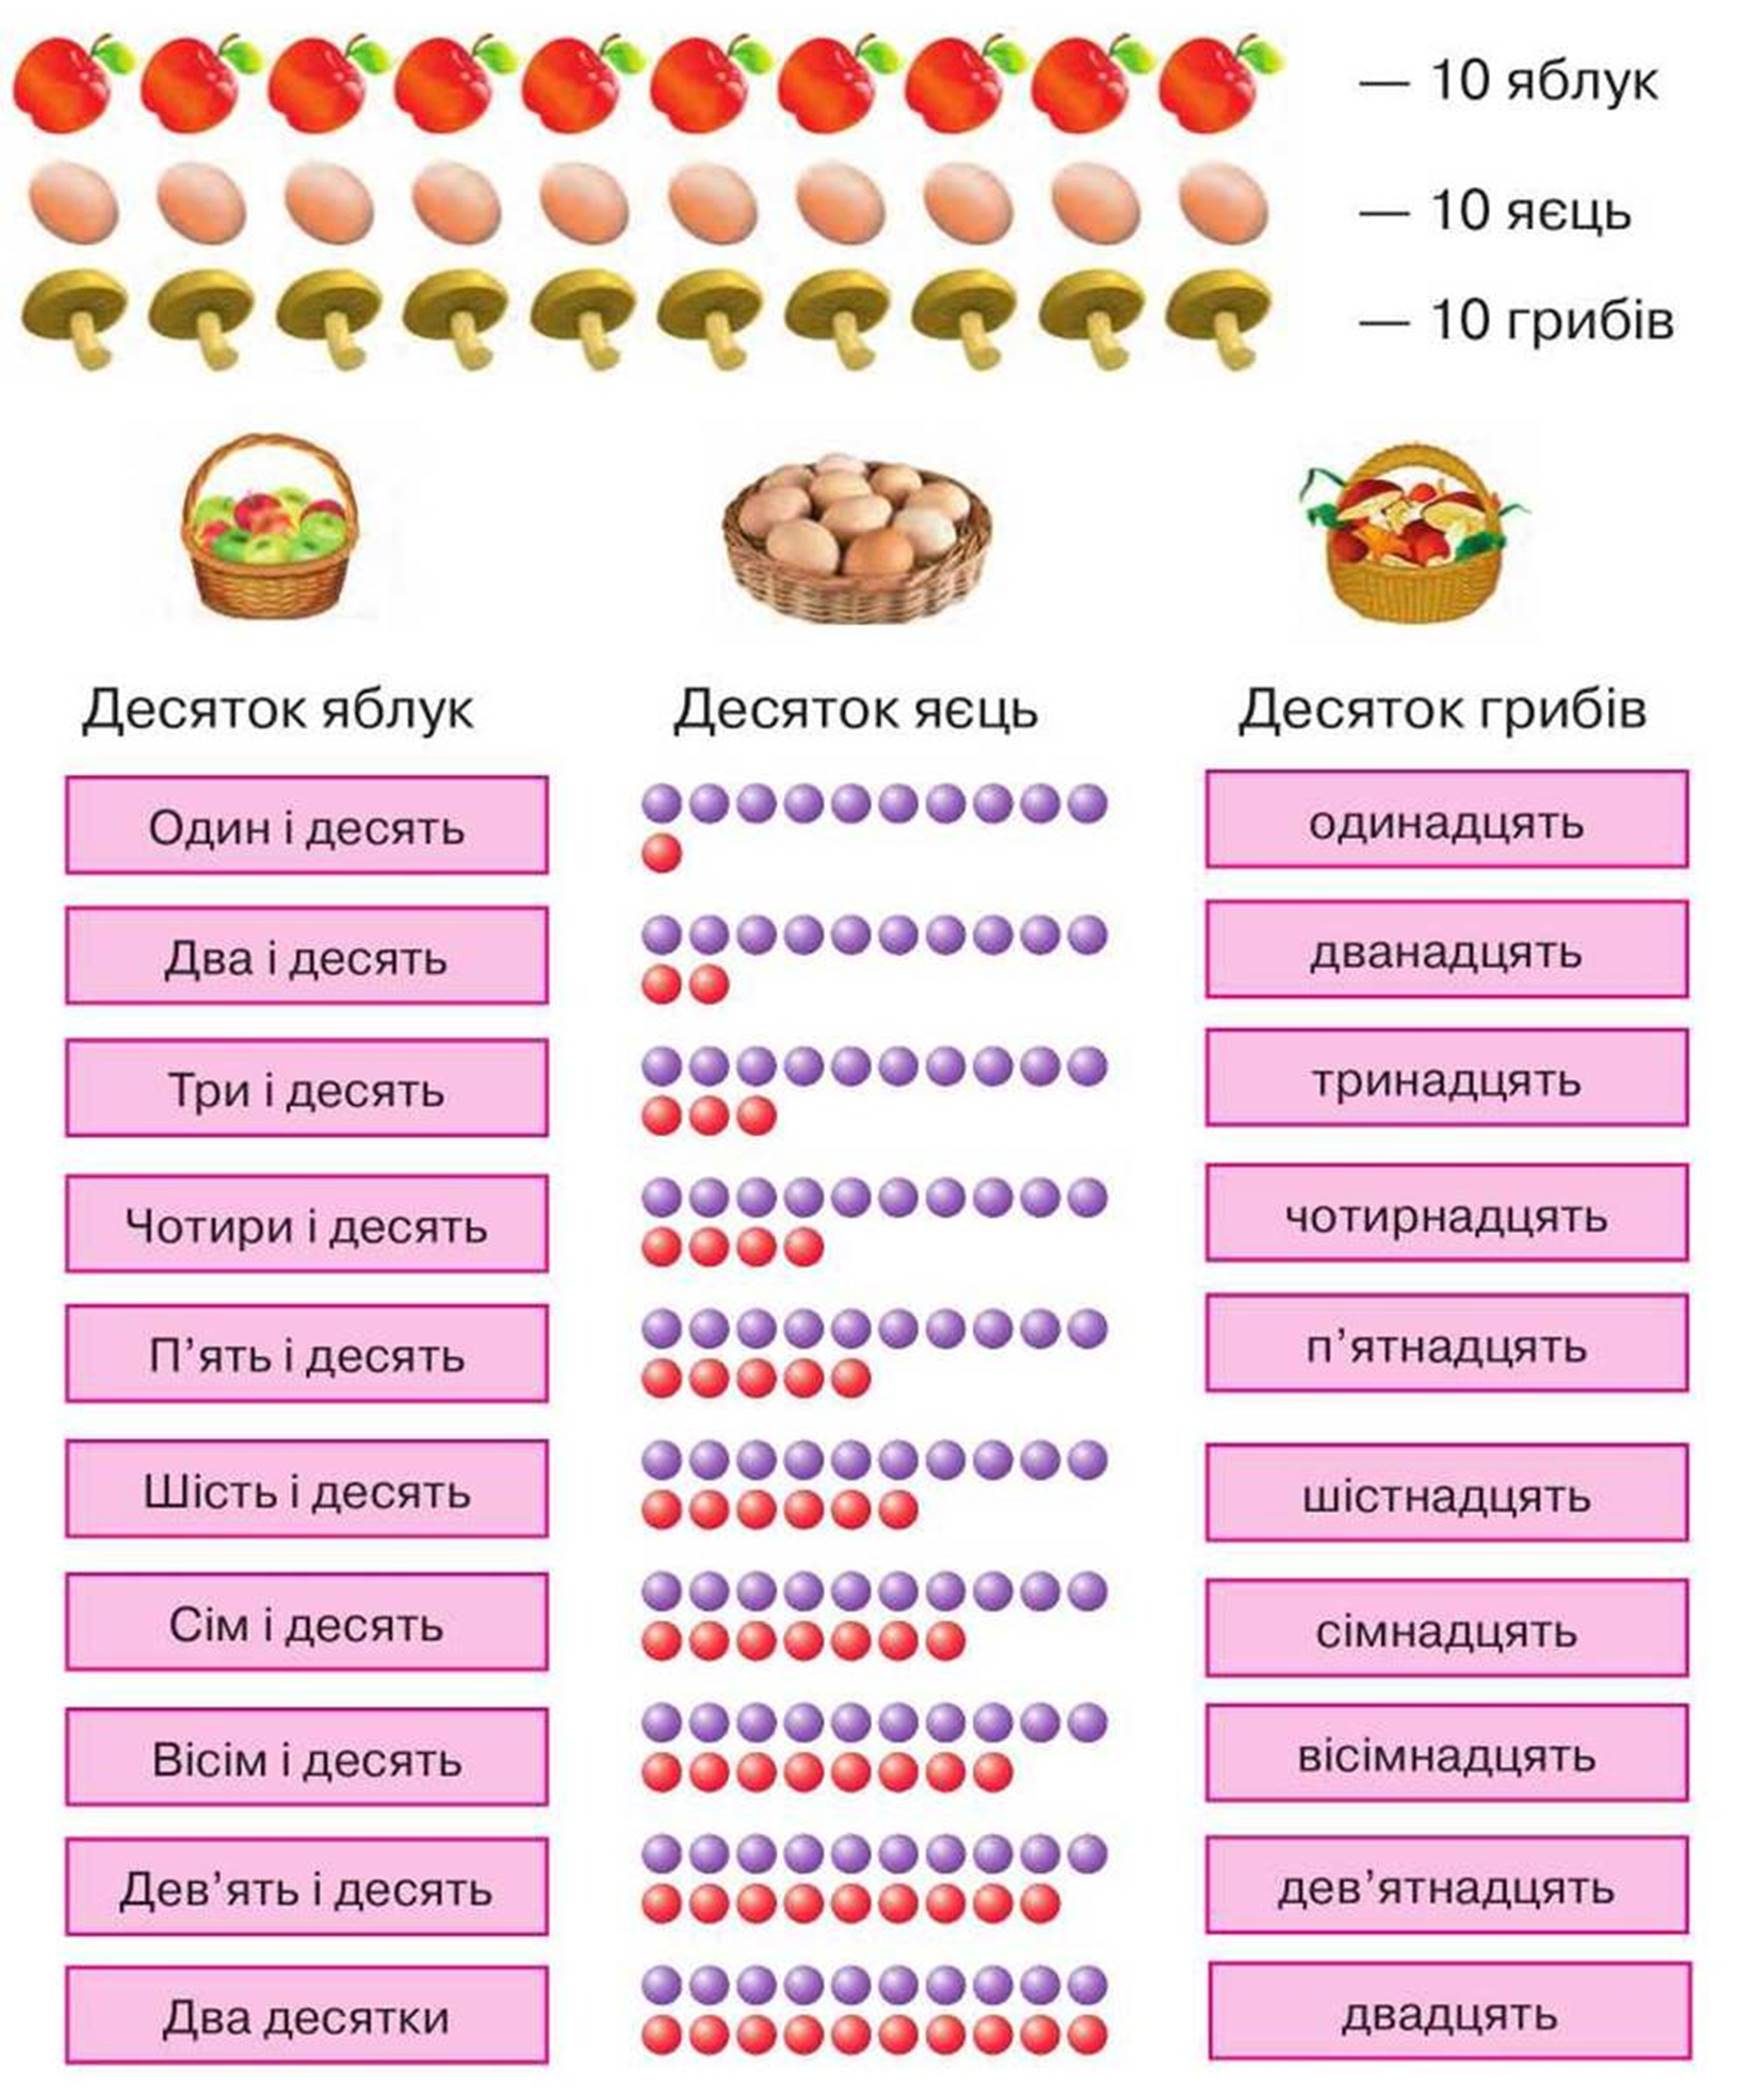 — 10 яблук
— 10 яєць
— 10 грибів
Десяток яблук
Десяток яєць
Десяток грибів
Один і десять
одинадцять
Два і десять
дванадцять
Три і десять
тринадцять
Чотири і десять
чотирнадцять
П’ять і десять
п’ятнадцять
Шість і десять
шістнадцять
Сім і десять
сімнадцять
Вісім і десять
вісімнадцять
Дев’ять і десять
дев’ятнадцять
Два десятки
двадцять